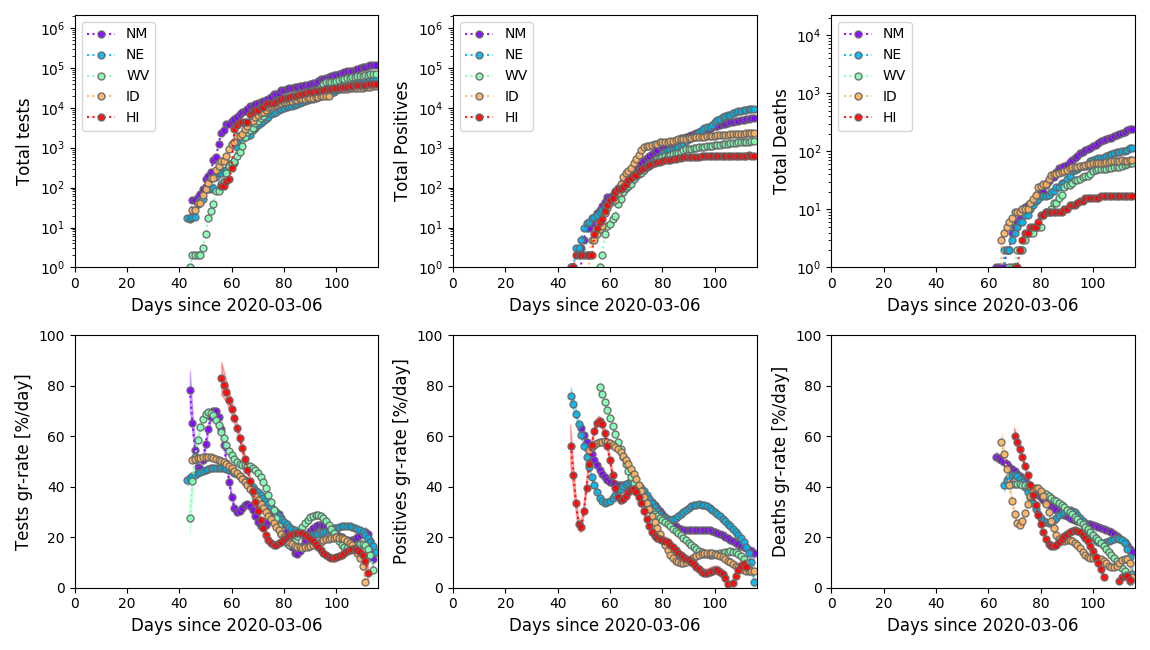 Total tests
10⁶
10⁵
10⁴
10³
10²
10¹
10⁰
NM
NE
WV
ID
HI
0 20 40 60 80 100
Days since 2020-03-06
Total Positives
10⁶
10⁵
10⁴
10³
10²
10¹
10⁰
NM
NE
WV
ID
HI
0 20 40 60 80 100
Days since 2020-03-06
Total Deaths
10⁴
10³
10²
10¹
10⁰
NM
NE
WV
ID
HI
0 20 40 60 80 100
Days since 2020-03-06
Tests gr-rate [%/day]
100
80
60
40
20
0
0 20 40 60 80 100
Days since 2020-03-06
Positives gr-rate [%/day]
100
80
60
40
20
0
0 20 40 60 80 100
Days since 2020-03-06
Deaths gr-rate [%/day]
100
80
60
40
20
0
0 20 40 60 80 100
Days since 2020-03-06